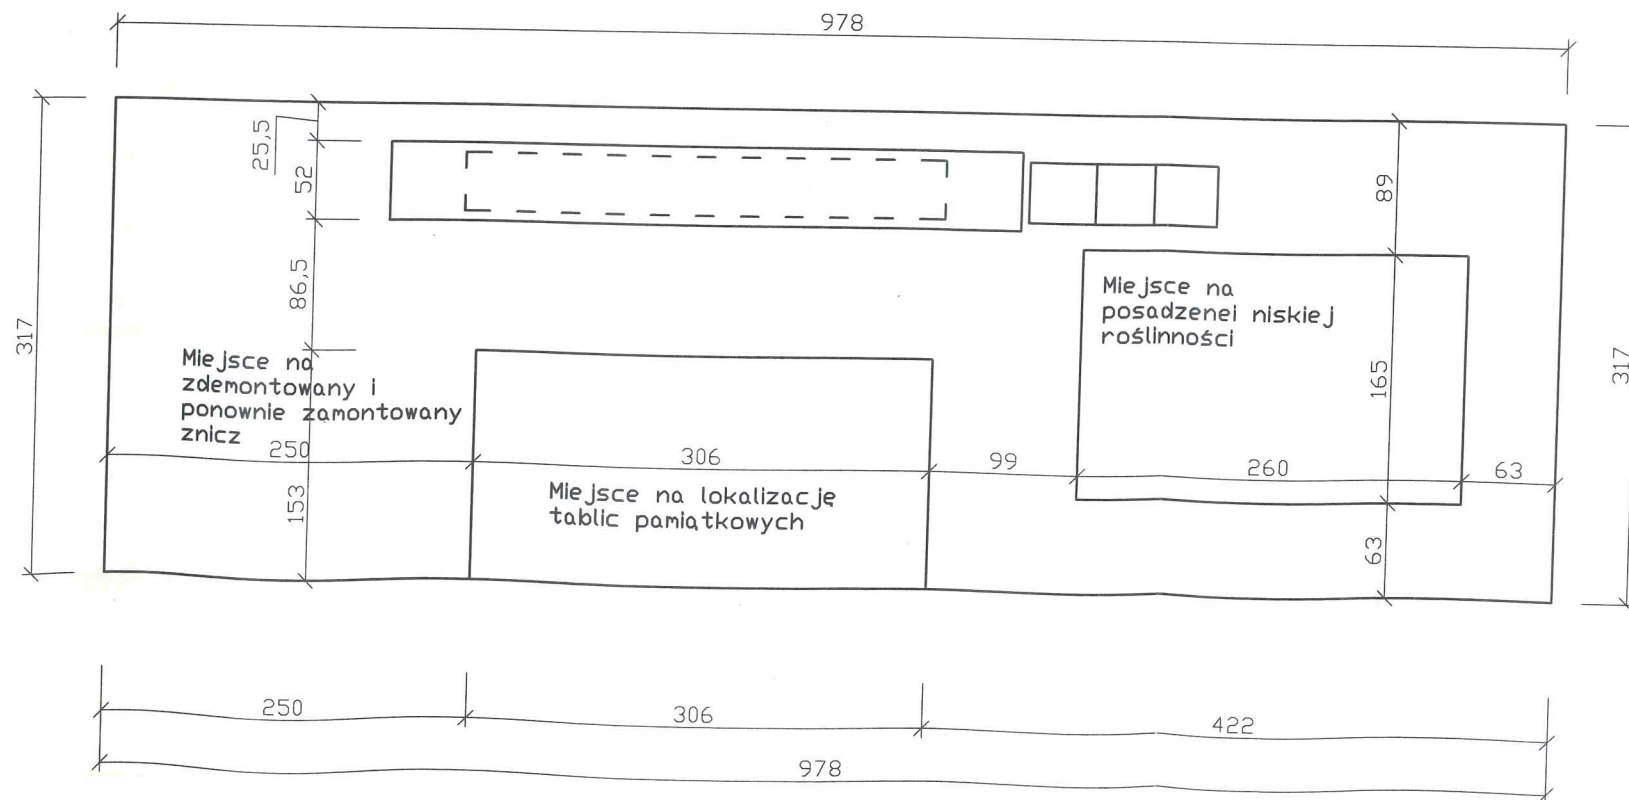 978
25,5
52
89
317
86,5
Miejsce na
posadzenei niskiej
roślinności
317
Miejsce na
zdemontowany i
ponownie zamontowany
znicz
165
250
306
99
260
63
153
Miejsce na lokalizację
tablic pamiątkowych
63
250
306
422
978